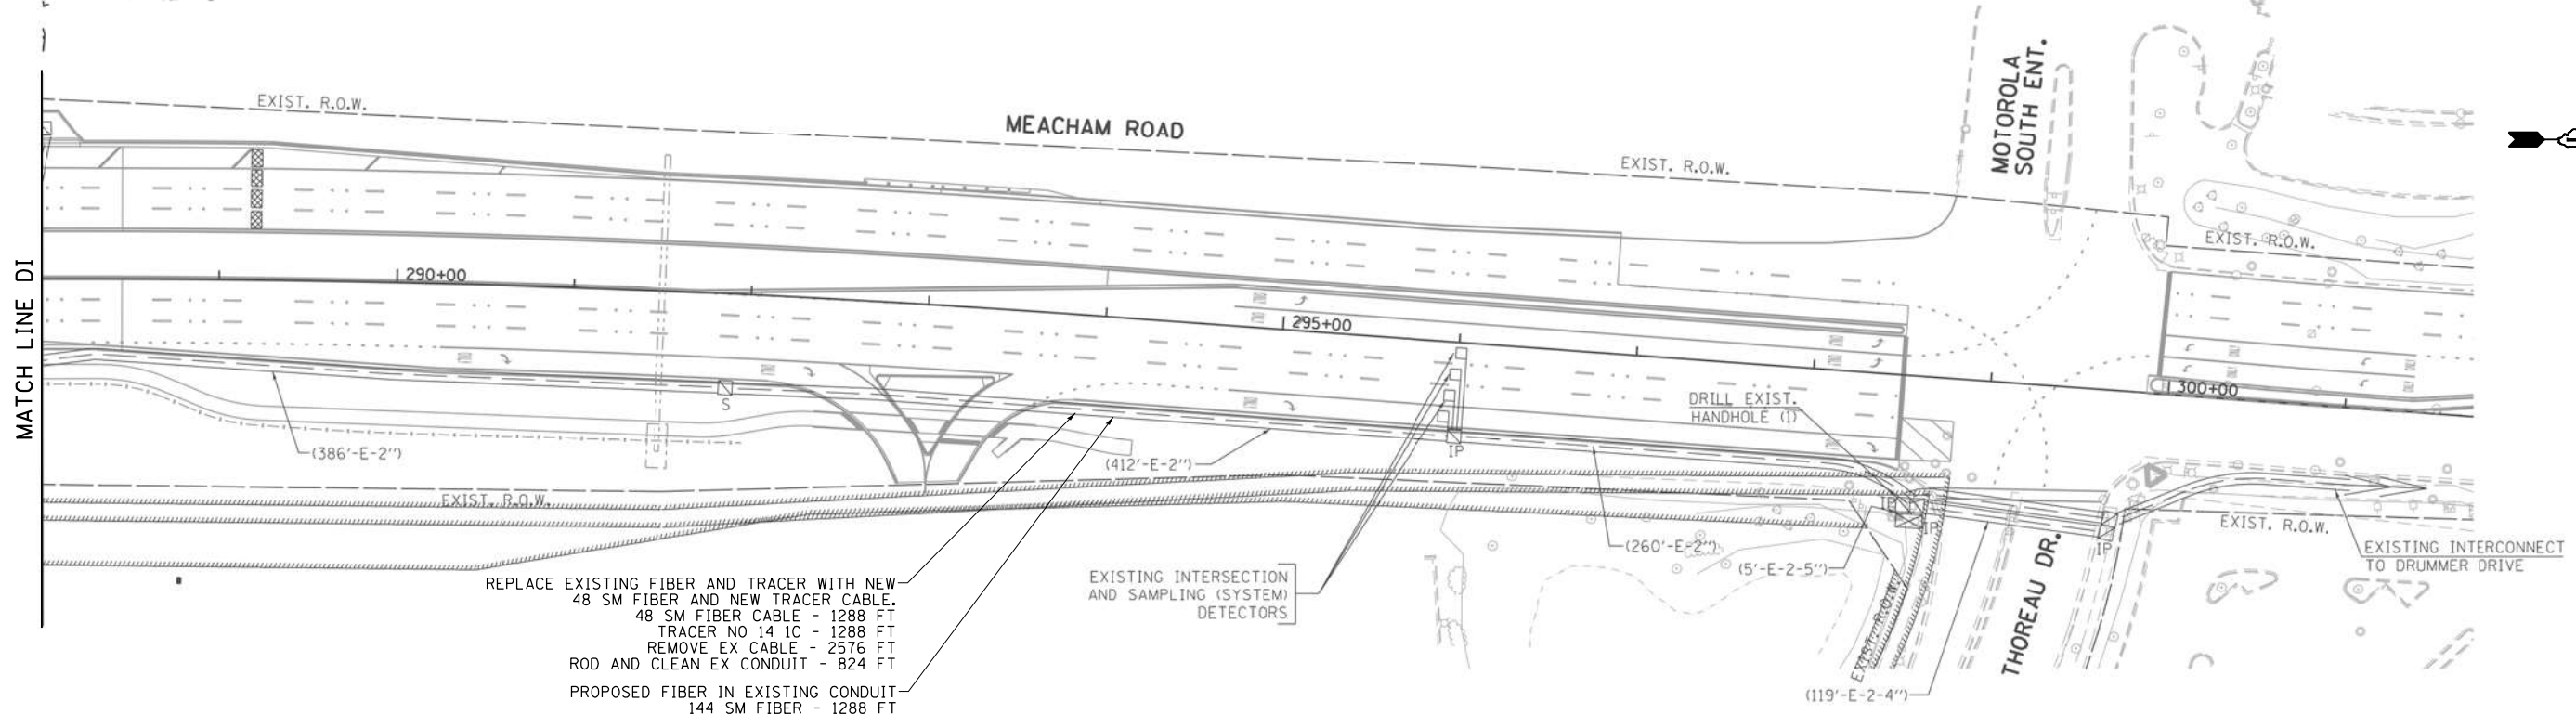 EXIST. R.O.W.
MEACHAM ROAD
EXIST. R.O.W.
MOTOROLA
SOUTH ENT.
EXIST. R.O.W.
MATCH LINE DI
290+00
295+00
300+00
S
(386'-E-2")
(412'-E-2")
IP
DRILL EXIST.
HANDHOLE (1)
EXIST. R.O.W.
(260'-E-2")
IP
IP
(5'-E-2-5")
IP
EXIST. R.O.W.
EXISTING INTERCONNECT
TO DRUMMER DRIVE
REPLACE EXISTING FIBER AND TRACER WITH NEW
48 SM FIBER AND NEW TRACER CABLE.
48 SM FIBER CABLE - 1288 FT
TRACER NO 14 1C - 1288 FT
REMOVE EX CABLE - 2576 FT
ROD AND CLEAN EX CONDUIT - 824 FT
PROPOSED FIBER IN EXISTING CONDUIT
144 SM FIBER - 1288 FT
EXISTING INTERSECTION
AND SAMPLING (SYSTEM)
DETECTORS
EXIST. R.O.W.
THOREAU DR.
(119'-E-2-4")